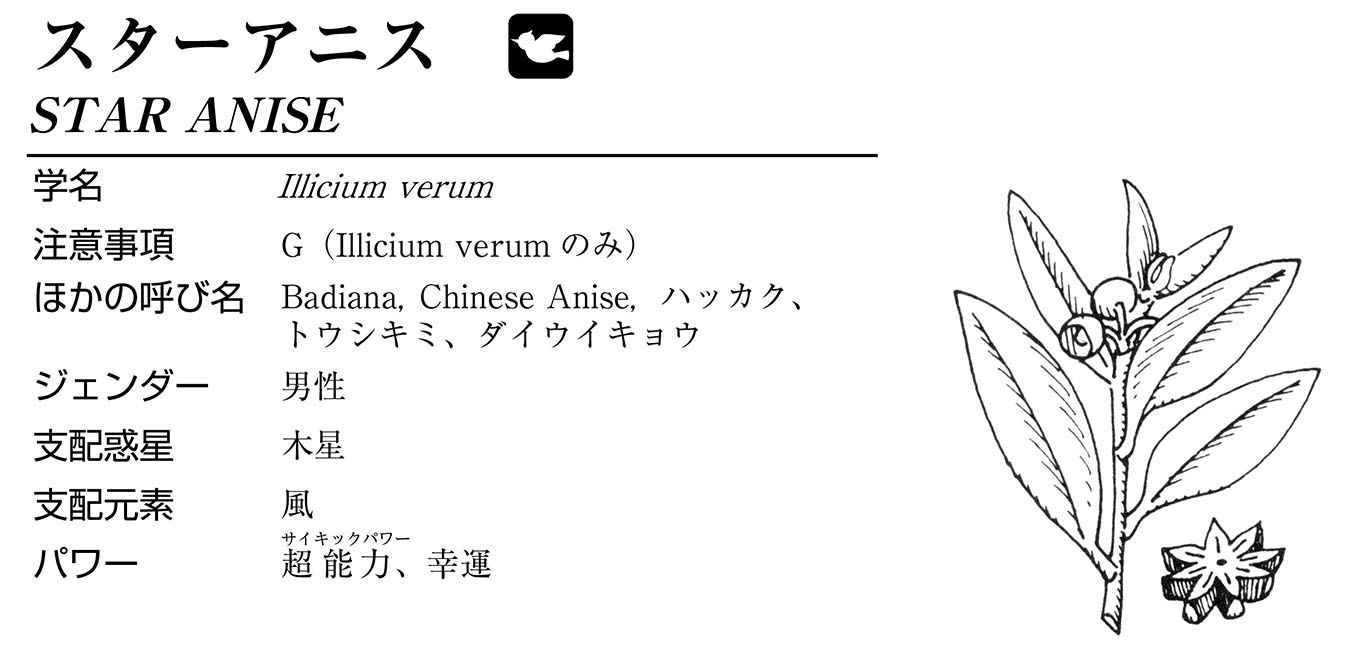 スターアニス
STAR ANISE
学名 Illicium verum
注意事項 G（Illicium verum のみ）
ほかの呼び名 Badiana, Chinese Anise, ハッカク、
トウシキミ、ダイウイキョウ
ジェンダー 男性
支配惑星 木星
支配元素 風
サイキックパワー
パワー 超能力、幸運